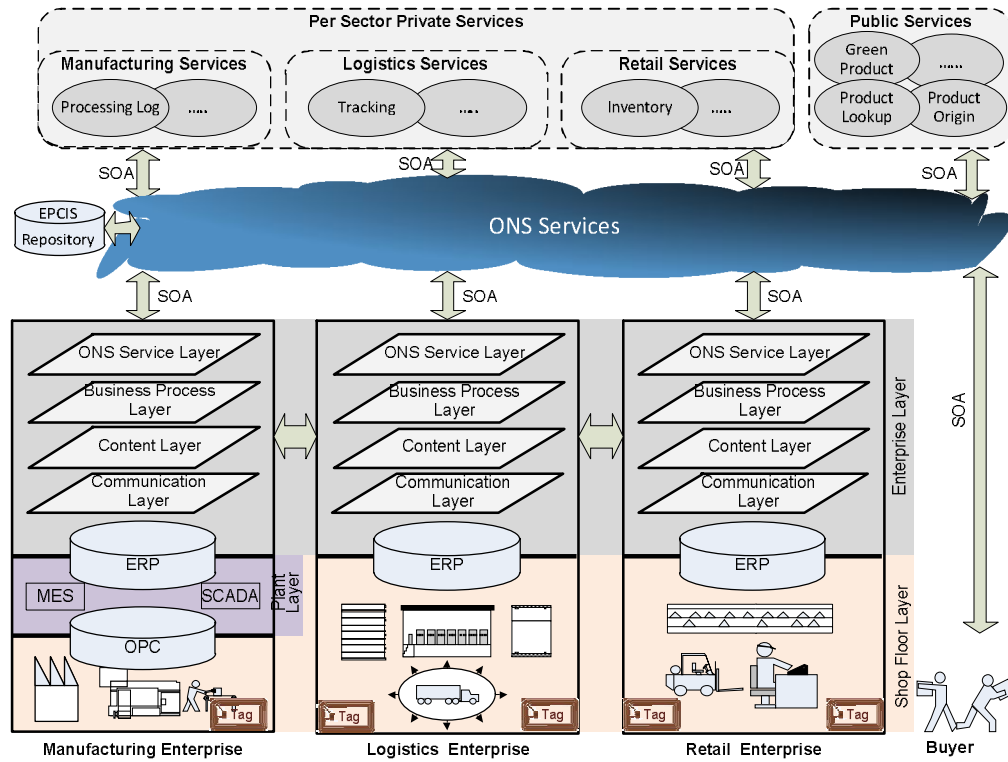 Per Sector Private Services
Public Services
Manufacturing Services
Logistics Services
Retail Services
Green
Product
......
Processing Log
.....
Tracking
.....
Inventory
.....
Product
Lookup
Product
Origin
SOA
SOA
SOA
SOA
EPCIS
Repository
ONS Services
SOA
SOA
SOA
ONS Service Layer
ONS Service Layer
ONS Service Layer
Business Process
Layer
Business Process
Layer
Business Process
Layer
Content Layer
Content Layer
Content Layer
Communication
Layer
Communication
Layer
Communication
Layer
Enterprise Layer
SOA
ERP
ERP
ERP
MES
SCADA
Plant
Layer
OPC
Shop Floor Layer
Tag
Tag
Tag
Manufacturing Enterprise
Logistics Enterprise
Retail Enterprise
Buyer